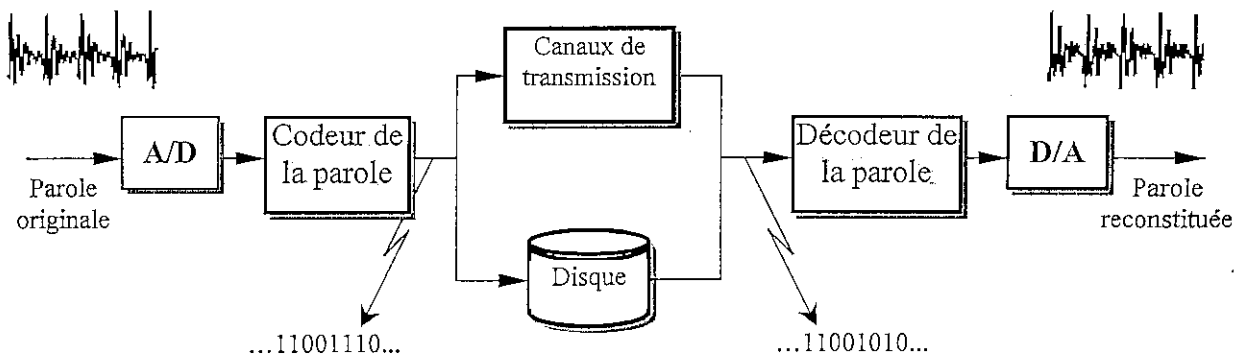 Canaux de
transmission
A/D
Codeur de
la parole
Décodeur de
la parole
D/A
Parole
originale
Parole
reconstituée
Disque
...11001110...
...11001010...